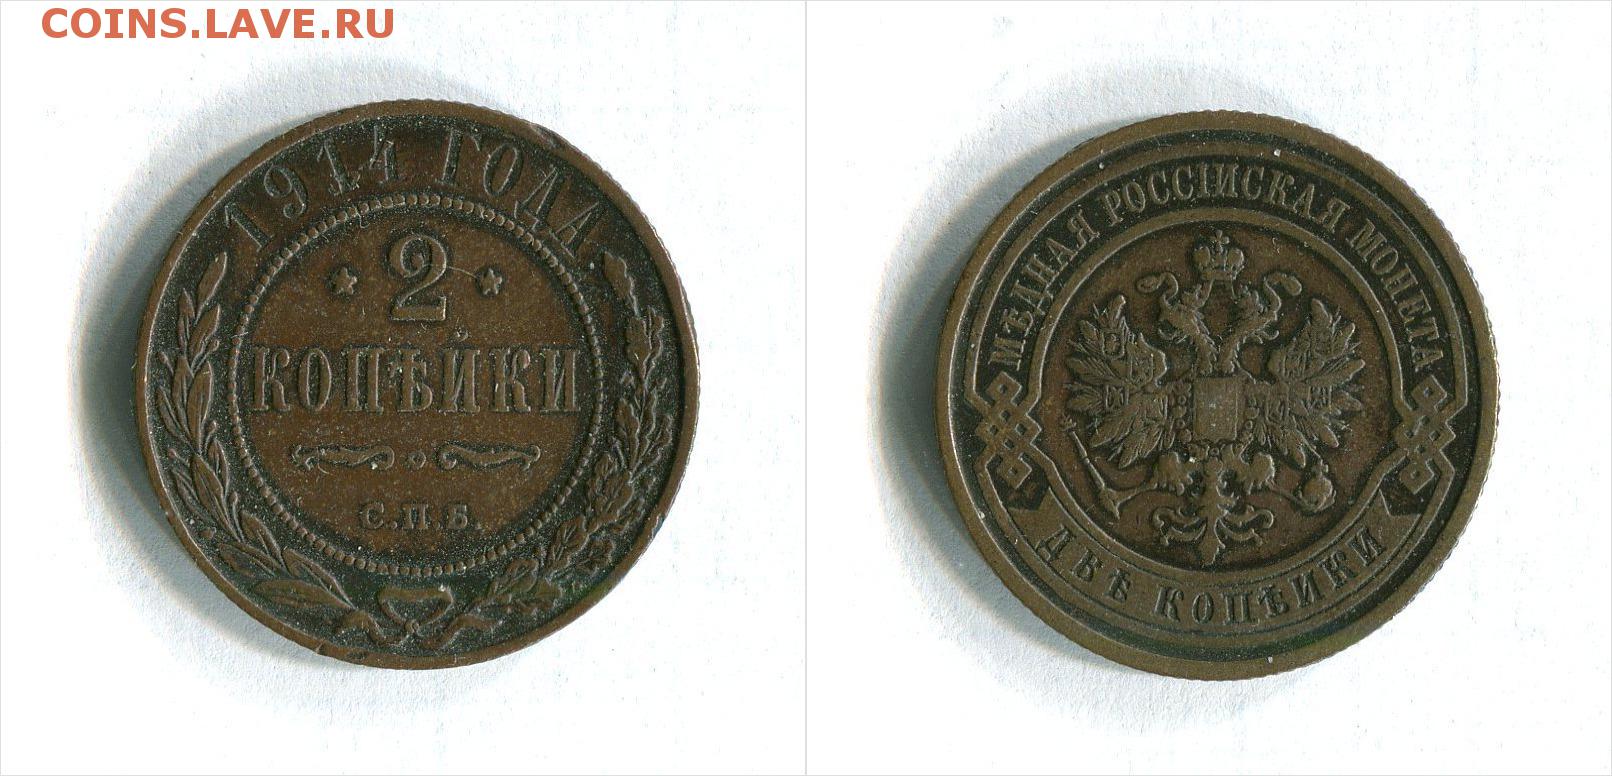 COINS.LAVE.RU
1914 ГОДА
2
КОПѢЙКИ
С.П.Б.
МѢДНАЯ РОССІЙСКАЯ МОНЕТА
ДВѢ КОПѢЙКИ